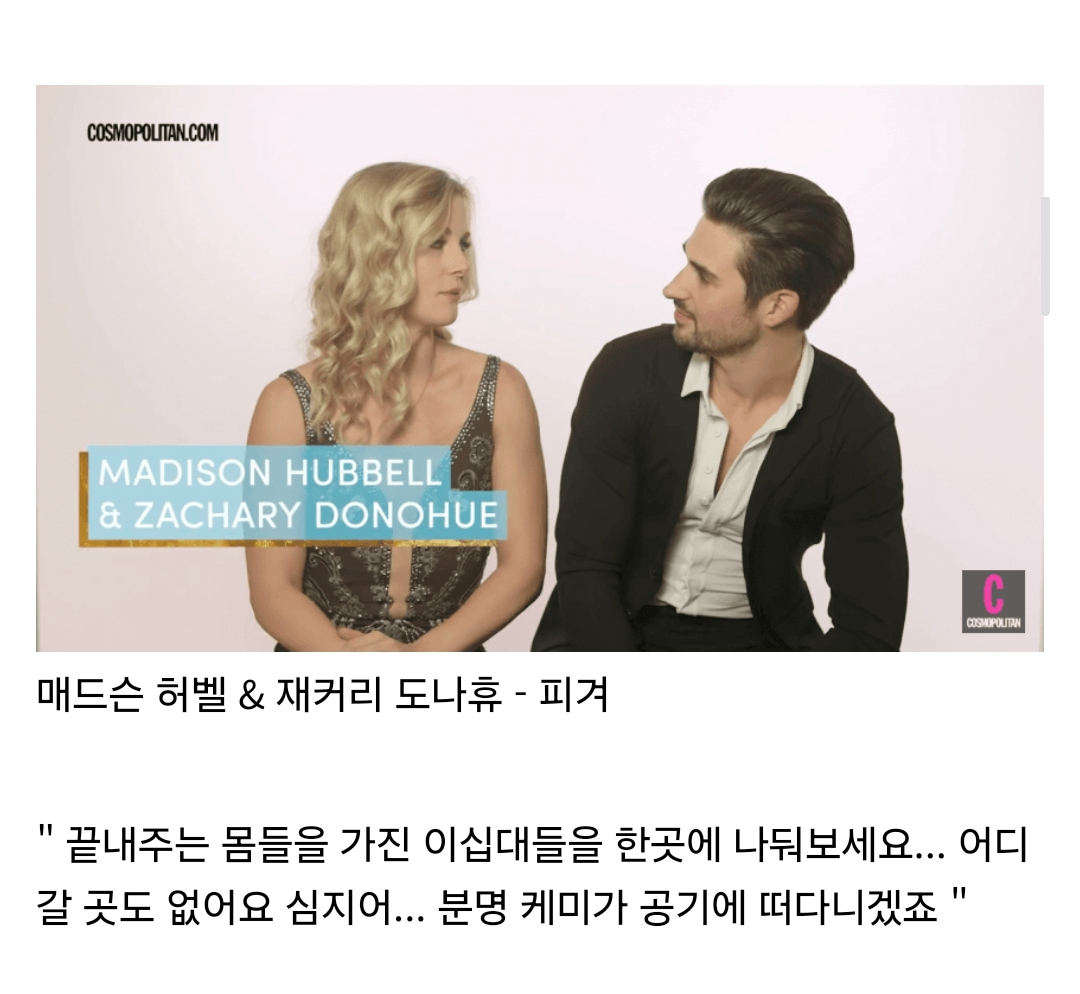 COSMOPOLITAN.COM
MADISON HUBBELL
& ZACHARY DONOHUE
C
COSMOPOLITAN
매드슨 허벨 & 재커리 도나휴 - 피겨
" 끝내주는 몸들을 가진 이십대들을 한곳에 나둬보세요... 어디
갈 곳도 없어요 심지어... 분명 케미가 공기에 떠다니겠죠 "